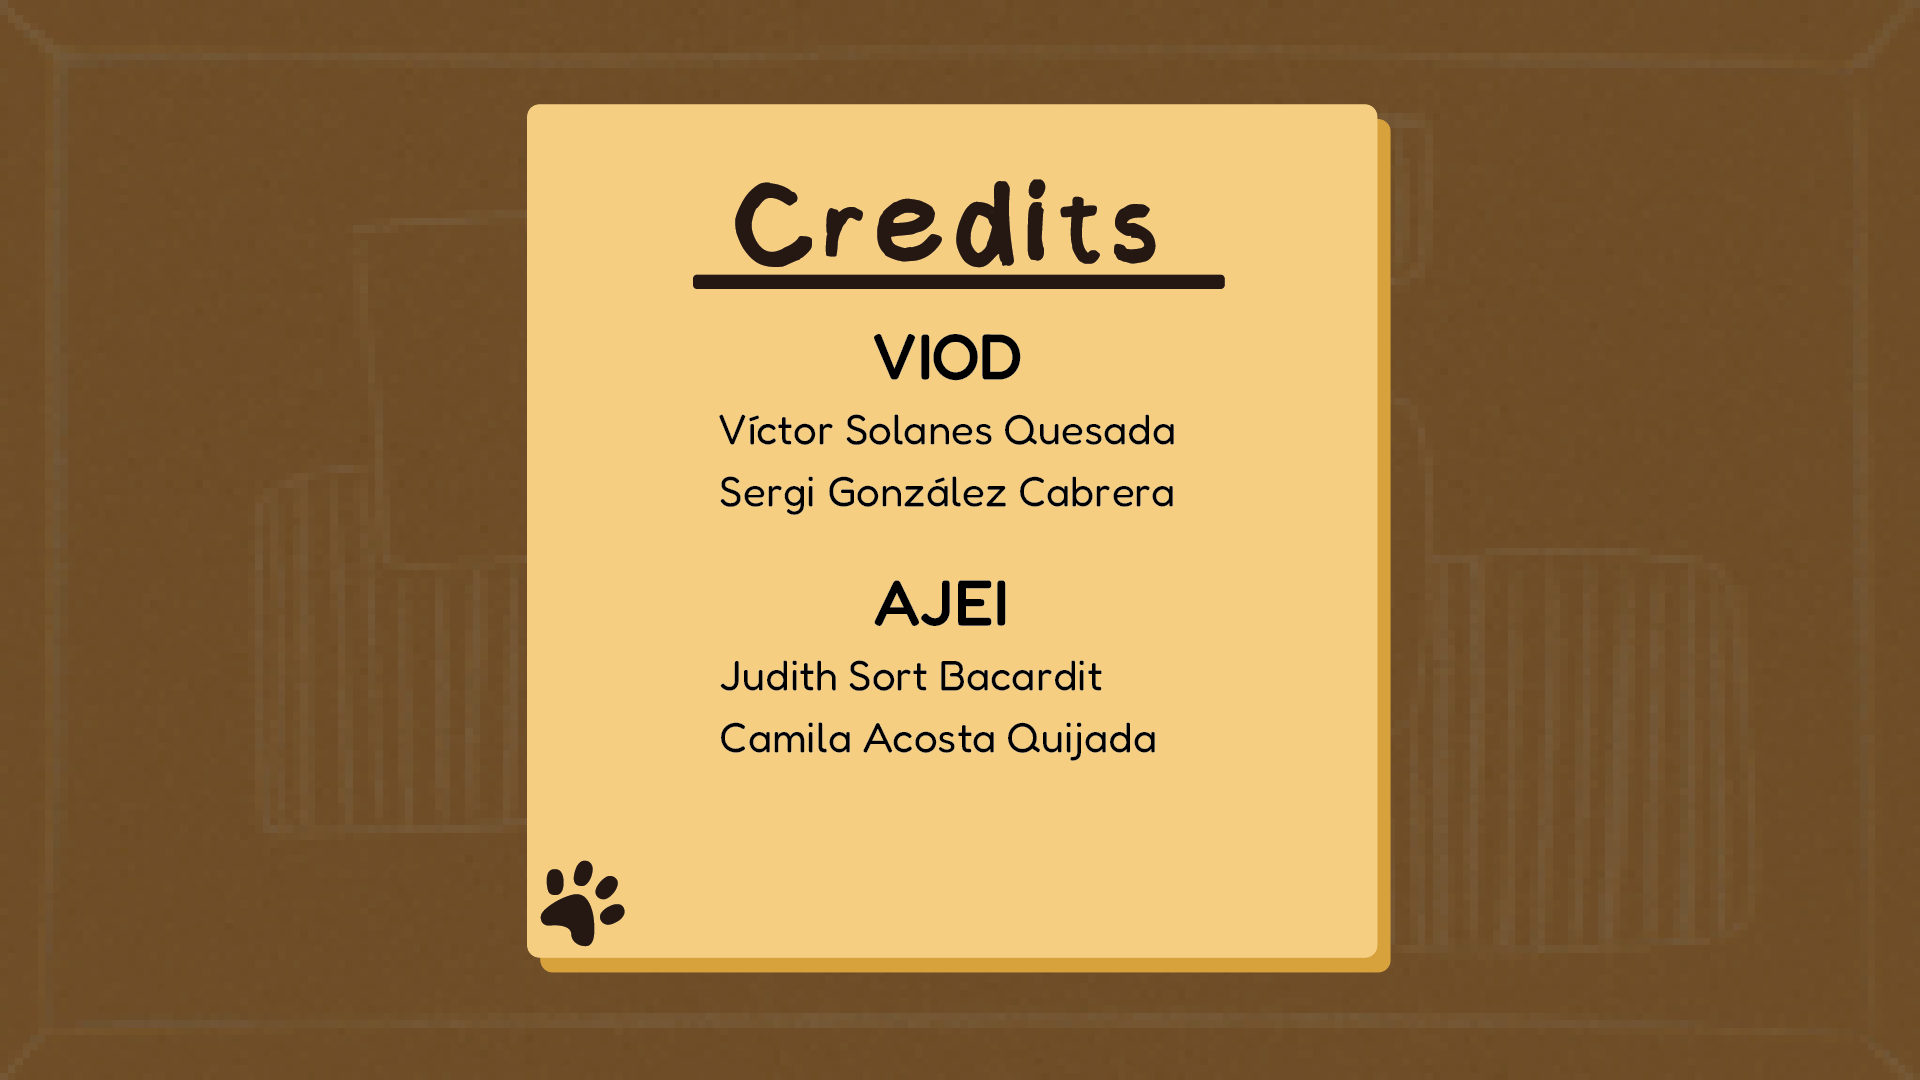 Credits
VIOD
Víctor Solanes Quesada
Sergi González Cabrera
AJEI
Judith Sort Bacardit
Camila Acosta Quijada